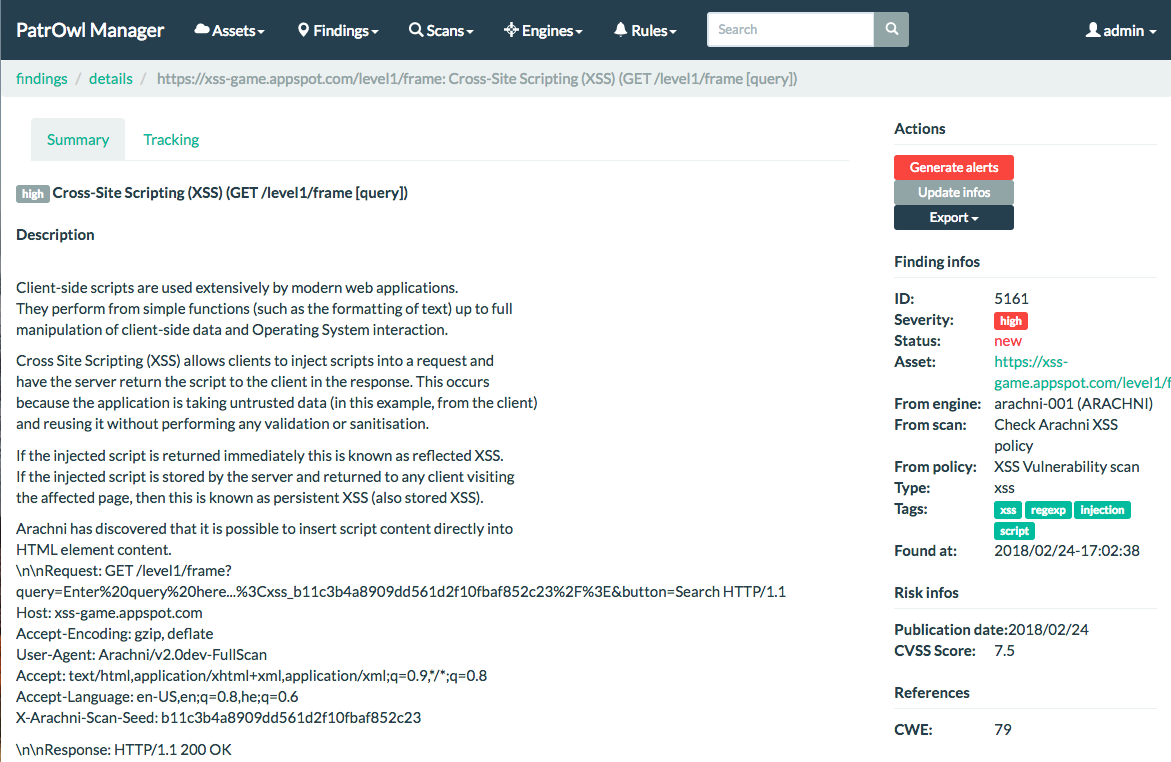 PatrOwl Manager Assets Findings Scans Engines Rules Search admin
findings / details / https://xss-game.appspot.com/level1/frame: Cross-Site Scripting (XSS) (GET /level1/frame [query])
Summary Tracking
high Cross-Site Scripting (XSS) (GET /level1/frame [query])
Description
Client-side scripts are used extensively by modern web applications.
They perform from simple functions (such as the formatting of text) up to full
manipulation of client-side data and Operating System interaction.
Cross Site Scripting (XSS) allows clients to inject scripts into a request and
have the server return the script to the client in the response. This occurs
because the application is taking untrusted data (in this example, from the client)
and reusing it without performing any validation or sanitisation.
If the injected script is returned immediately this is known as reflected XSS.
If the injected script is stored by the server and returned to any client visiting
the affected page, then this is known as persistent XSS (also stored XSS).
Arachni has discovered that it is possible to insert script content directly into
HTML element content.
\n\nRequest: GET /level1/frame?
query=Enter%20query%20here...%3Cxss_b11c3b4a8909dd561d2f10fbaf852c23%2F%3E&button=Search HTTP/1.1
Host: xss-game.appspot.com
Accept-Encoding: gzip, deflate
User-Agent: Arachni/v2.0dev-FullScan
Accept: text/html,application/xhtml+xml,application/xml;q=0.9,*/*;q=0.8
Accept-Language: en-US,en;q=0.8,he;q=0.6
X-Arachni-Scan-Seed: b11c3b4a8909dd561d2f10fbaf852c23
\n\nResponse: HTTP/1.1 200 OK
Actions
Generate alerts
Update infos
Export
Finding infos
ID: 5161
Severity: high
Status: new
Asset: https://xss-
game.appspot.com/level1/f
From engine: arachni-001 (ARACHNI)
From scan: Check Arachni XSS
policy
From policy: XSS Vulnerability scan
Type: xss
Tags: xss regexp injection
script
Found at: 2018/02/24-17:02:38
Risk infos
Publication date:2018/02/24
CVSS Score: 7.5
References
CWE: 79